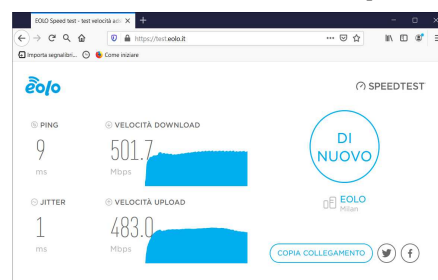 EOLO Speed test - test velocità ads
https://test.eolo.it
Importa segnalibri...
Come iniziare
eolo
SPEEDTEST
PING
9
ms
VELOCITÀ DOWNLOAD
501.7
Mbps
DI
NUOVO
JITTER
1
ms
VELOCITÀ UPLOAD
483.0
Mbps
EOLO
Milan
COPIA COLLEGAMENTO